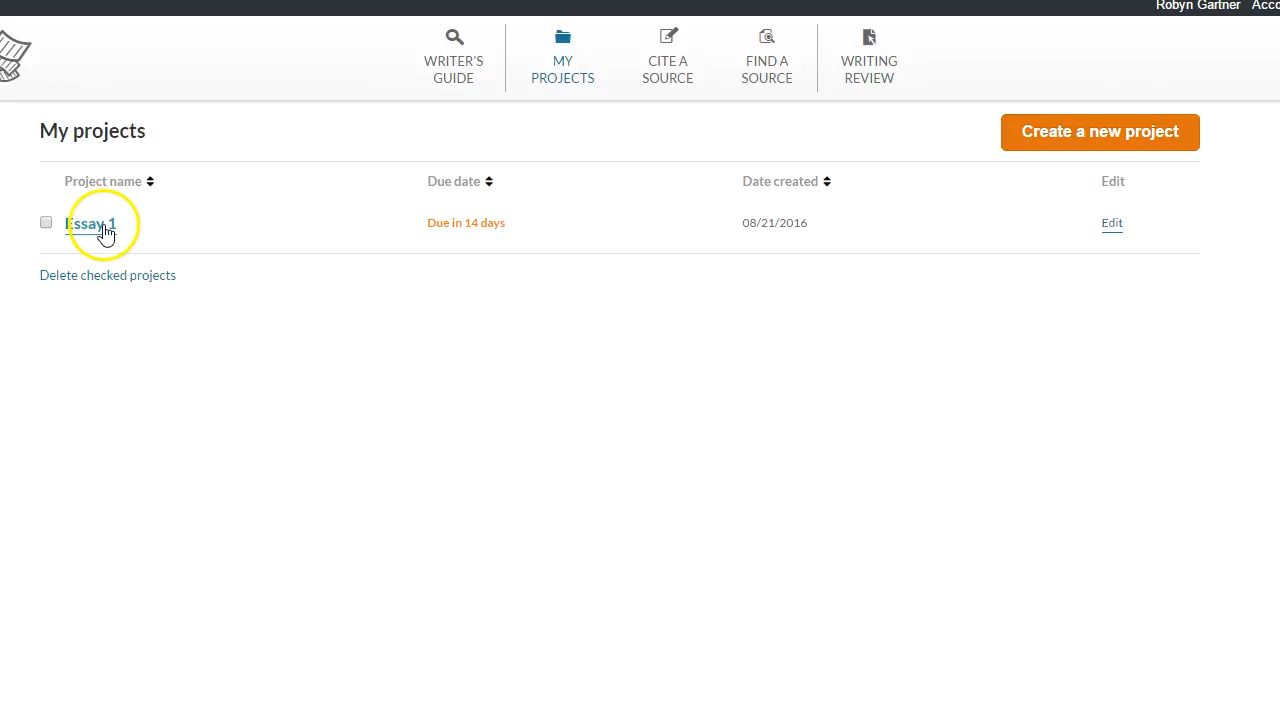 Robyn Gartner
WRITER'S
GUIDE
MY
PROJECTS
CITE A
SOURCE
FIND A
SOURCE
WRITING
REVIEW
My projects
Create a new project
Project name
Due date
Date created
Edit
Essay 1
Due in 14 days
08/21/2016
Edit
Delete checked projects